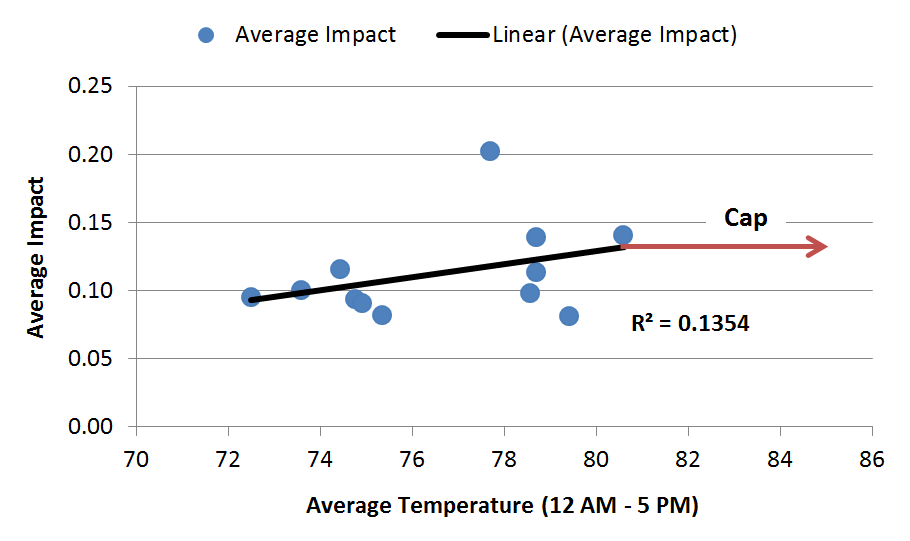 Average Impact Linear (Average Impact)
0.25
0.20
0.15
0.10
0.05
0.00
Average Impact
Cap
R² = 0.1354
70 72 74 76 78 80 82 84 86
Average Temperature (12 AM - 5 PM)